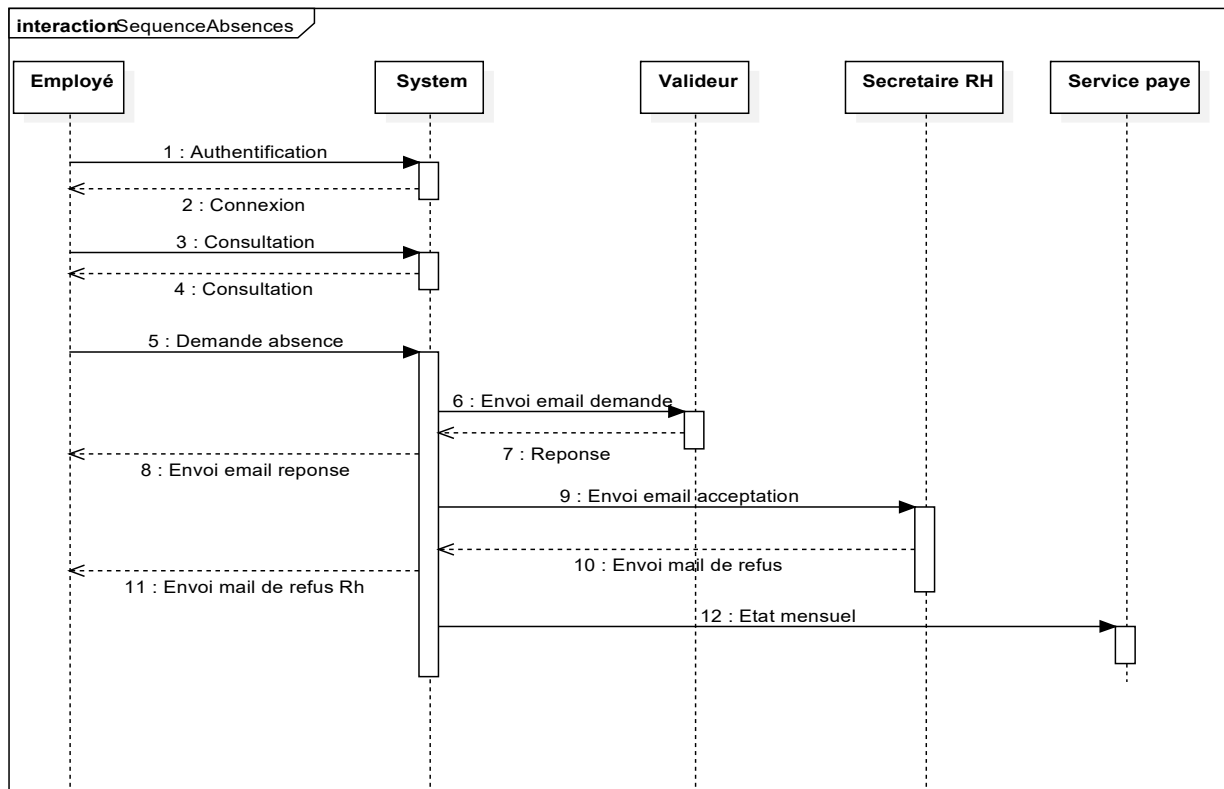 interactionSequenceAbsences
Employé
System
Valideur
Secretaire RH
Service paye
1 : Authentification
2 : Connexion
3 : Consultation
4 : Consultation
5 : Demande absence
6 : Envoi email demande
7 : Reponse
8 : Envoi email reponse
9 : Envoi email acceptation
10 : Envoi mail de refus
11 : Envoi mail de refus Rh
12 : Etat mensuel